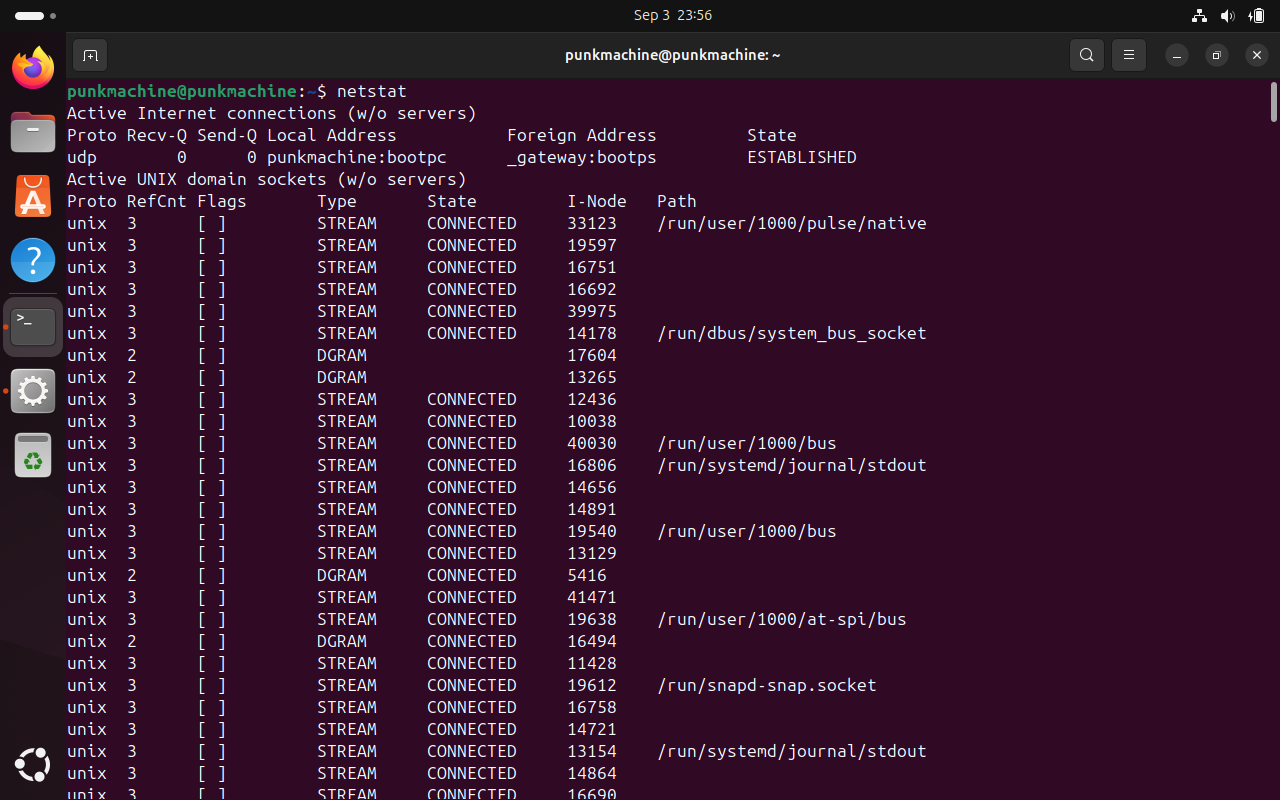 Sep 3 23:56
punkmachine@punkmachine: ~
punkmachine@punkmachine:~$ netstat
Active Internet connections (w/o servers)
Proto Recv-Q Send-Q Local Address           Foreign Address         State
udp        0      0 punkmachine:bootpc      _gateway:bootps         ESTABLISHED
Active UNIX domain sockets (w/o servers)
Proto RefCnt Flags       Type       State         I-Node   Path
unix  3      [ ]         STREAM     CONNECTED     33123    /run/user/1000/pulse/native
unix  3      [ ]         STREAM     CONNECTED     19597
unix  3      [ ]         STREAM     CONNECTED     16751
unix  3      [ ]         STREAM     CONNECTED     16692
unix  3      [ ]         STREAM     CONNECTED     39975
unix  3      [ ]         STREAM     CONNECTED     14178    /run/dbus/system_bus_socket
unix  2      [ ]         DGRAM                    17604
unix  2      [ ]         DGRAM                    13265
unix  3      [ ]         STREAM     CONNECTED     12436
unix  3      [ ]         STREAM     CONNECTED     10038
unix  3      [ ]         STREAM     CONNECTED     40030    /run/user/1000/bus
unix  3      [ ]         STREAM     CONNECTED     16806    /run/systemd/journal/stdout
unix  3      [ ]         STREAM     CONNECTED     14656
unix  3      [ ]         STREAM     CONNECTED     14891
unix  3      [ ]         STREAM     CONNECTED     19540    /run/user/1000/bus
unix  3      [ ]         STREAM     CONNECTED     13129
unix  2      [ ]         DGRAM      CONNECTED     5416
unix  3      [ ]         STREAM     CONNECTED     41471
unix  3      [ ]         STREAM     CONNECTED     19638    /run/user/1000/at-spi/bus
unix  2      [ ]         DGRAM      CONNECTED     16494
unix  3      [ ]         STREAM     CONNECTED     11428
unix  3      [ ]         STREAM     CONNECTED     19612    /run/snapd-snap.socket
unix  3      [ ]         STREAM     CONNECTED     16758
unix  3      [ ]         STREAM     CONNECTED     14721
unix  3      [ ]         STREAM     CONNECTED     13154    /run/systemd/journal/stdout
unix  3      [ ]         STREAM     CONNECTED     14864
unix  3      [ ]         STREAM     CONNECTED     16690